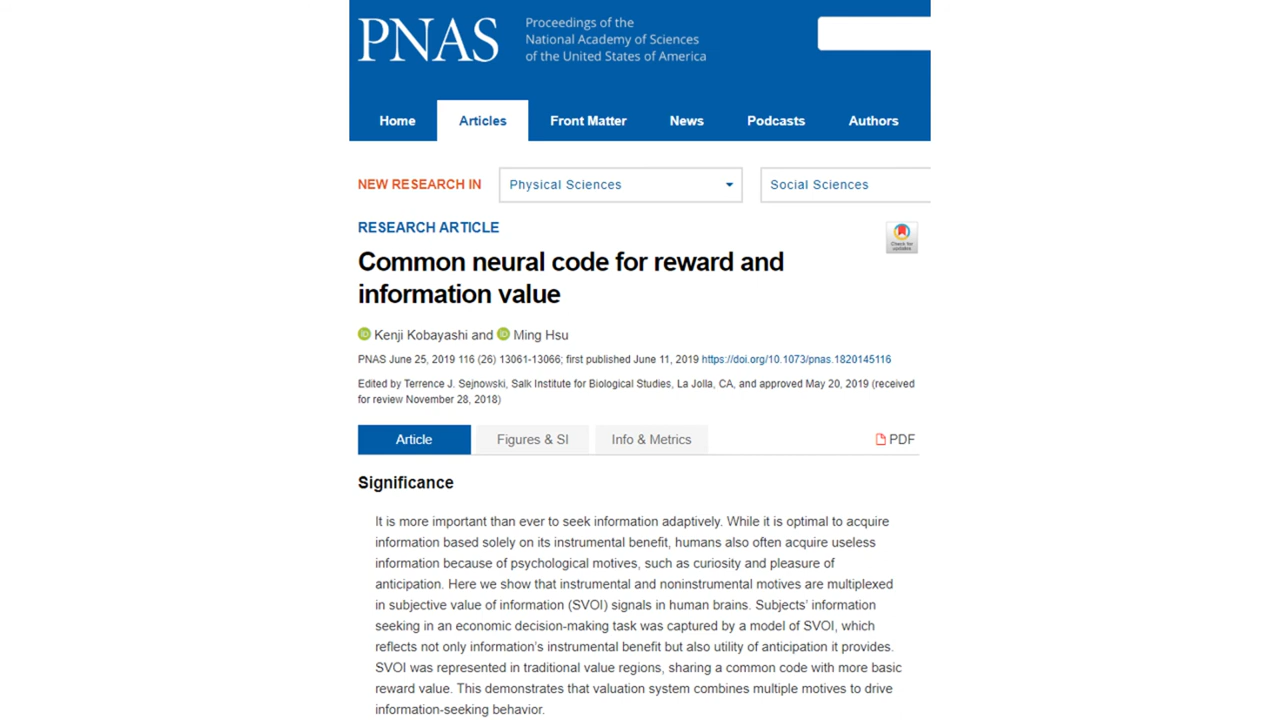 PNAS
Proceedings of the
National Academy of Sciences
of the United States of America
Home Articles Front Matter News Podcasts Authors
NEW RESEARCH IN Physical Sciences Social Sciences
RESEARCH ARTICLE
Check for
updates
Common neural code for reward and
information value
iD Kenji Kobayashi and iD Ming Hsu
PNAS June 25, 2019 116 (26) 13061-13066; first published June 11, 2019 https://doi.org/10.1073/pnas.1820145116
Edited by Terrence J. Sejnowski, Salk Institute for Biological Studies, La Jolla, CA, and approved May 20, 2019 (received
for review November 28, 2018)
Article Figures & SI Info & Metrics PDF
Significance
It is more important than ever to seek information adaptively. While it is optimal to acquire
information based solely on its instrumental benefit, humans also often acquire useless
information because of psychological motives, such as curiosity and pleasure of
anticipation. Here we show that instrumental and noninstrumental motives are multiplexed
in subjective value of information (SVOI) signals in human brains. Subjects' information
seeking in an economic decision-making task was captured by a model of SVOI, which
reflects not only information's instrumental benefit but also utility of anticipation it provides.
SVOI was represented in traditional value regions, sharing a common code with more basic
reward value. This demonstrates that valuation system combines multiple motives to drive
information-seeking behavior.